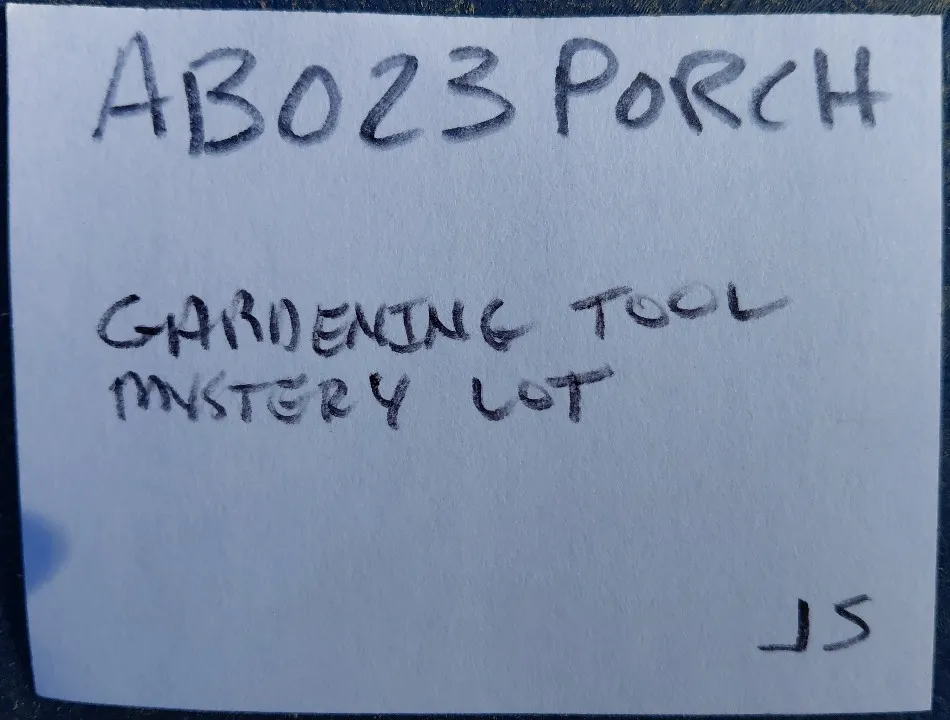 AB023 PORCH
GARDENING TOOL
MYSTERY LOT
JS